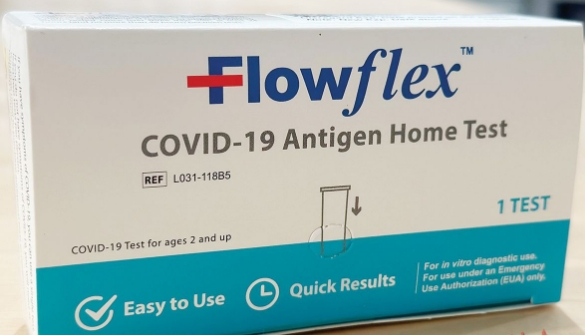 Flowflex™
COVID-19 Antigen Home Test
REF L031-118B5
1 TEST
COVID-19 Test for ages 2 and up
Easy to Use
Quick Results
For in vitro diagnostic use.
For use under an Emergency
Use Authorization (EUA) only.